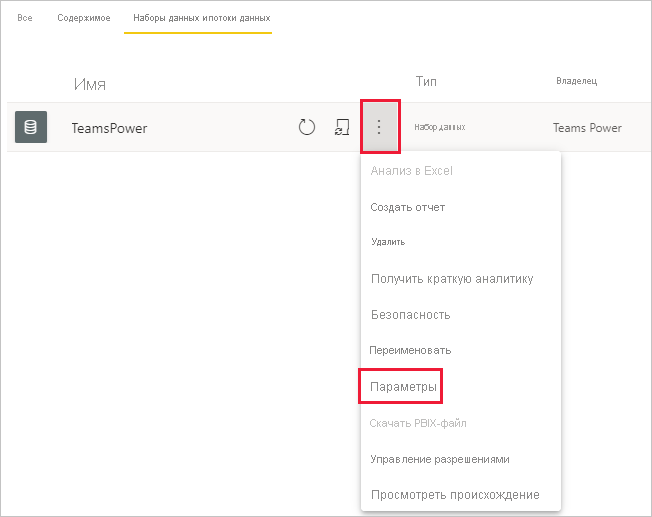 Все Содержимое Наборы данных и потоки данных
Имя Тип Владелец
TeamsPower Набор данных Teams Power
Анализ в Excel
Создать отчет
Удалить
Получить краткую аналитику
Безопасность
Переименовать
Параметры
Скачать PBIX-файл
Управление разрешениями
Просмотреть происхождение